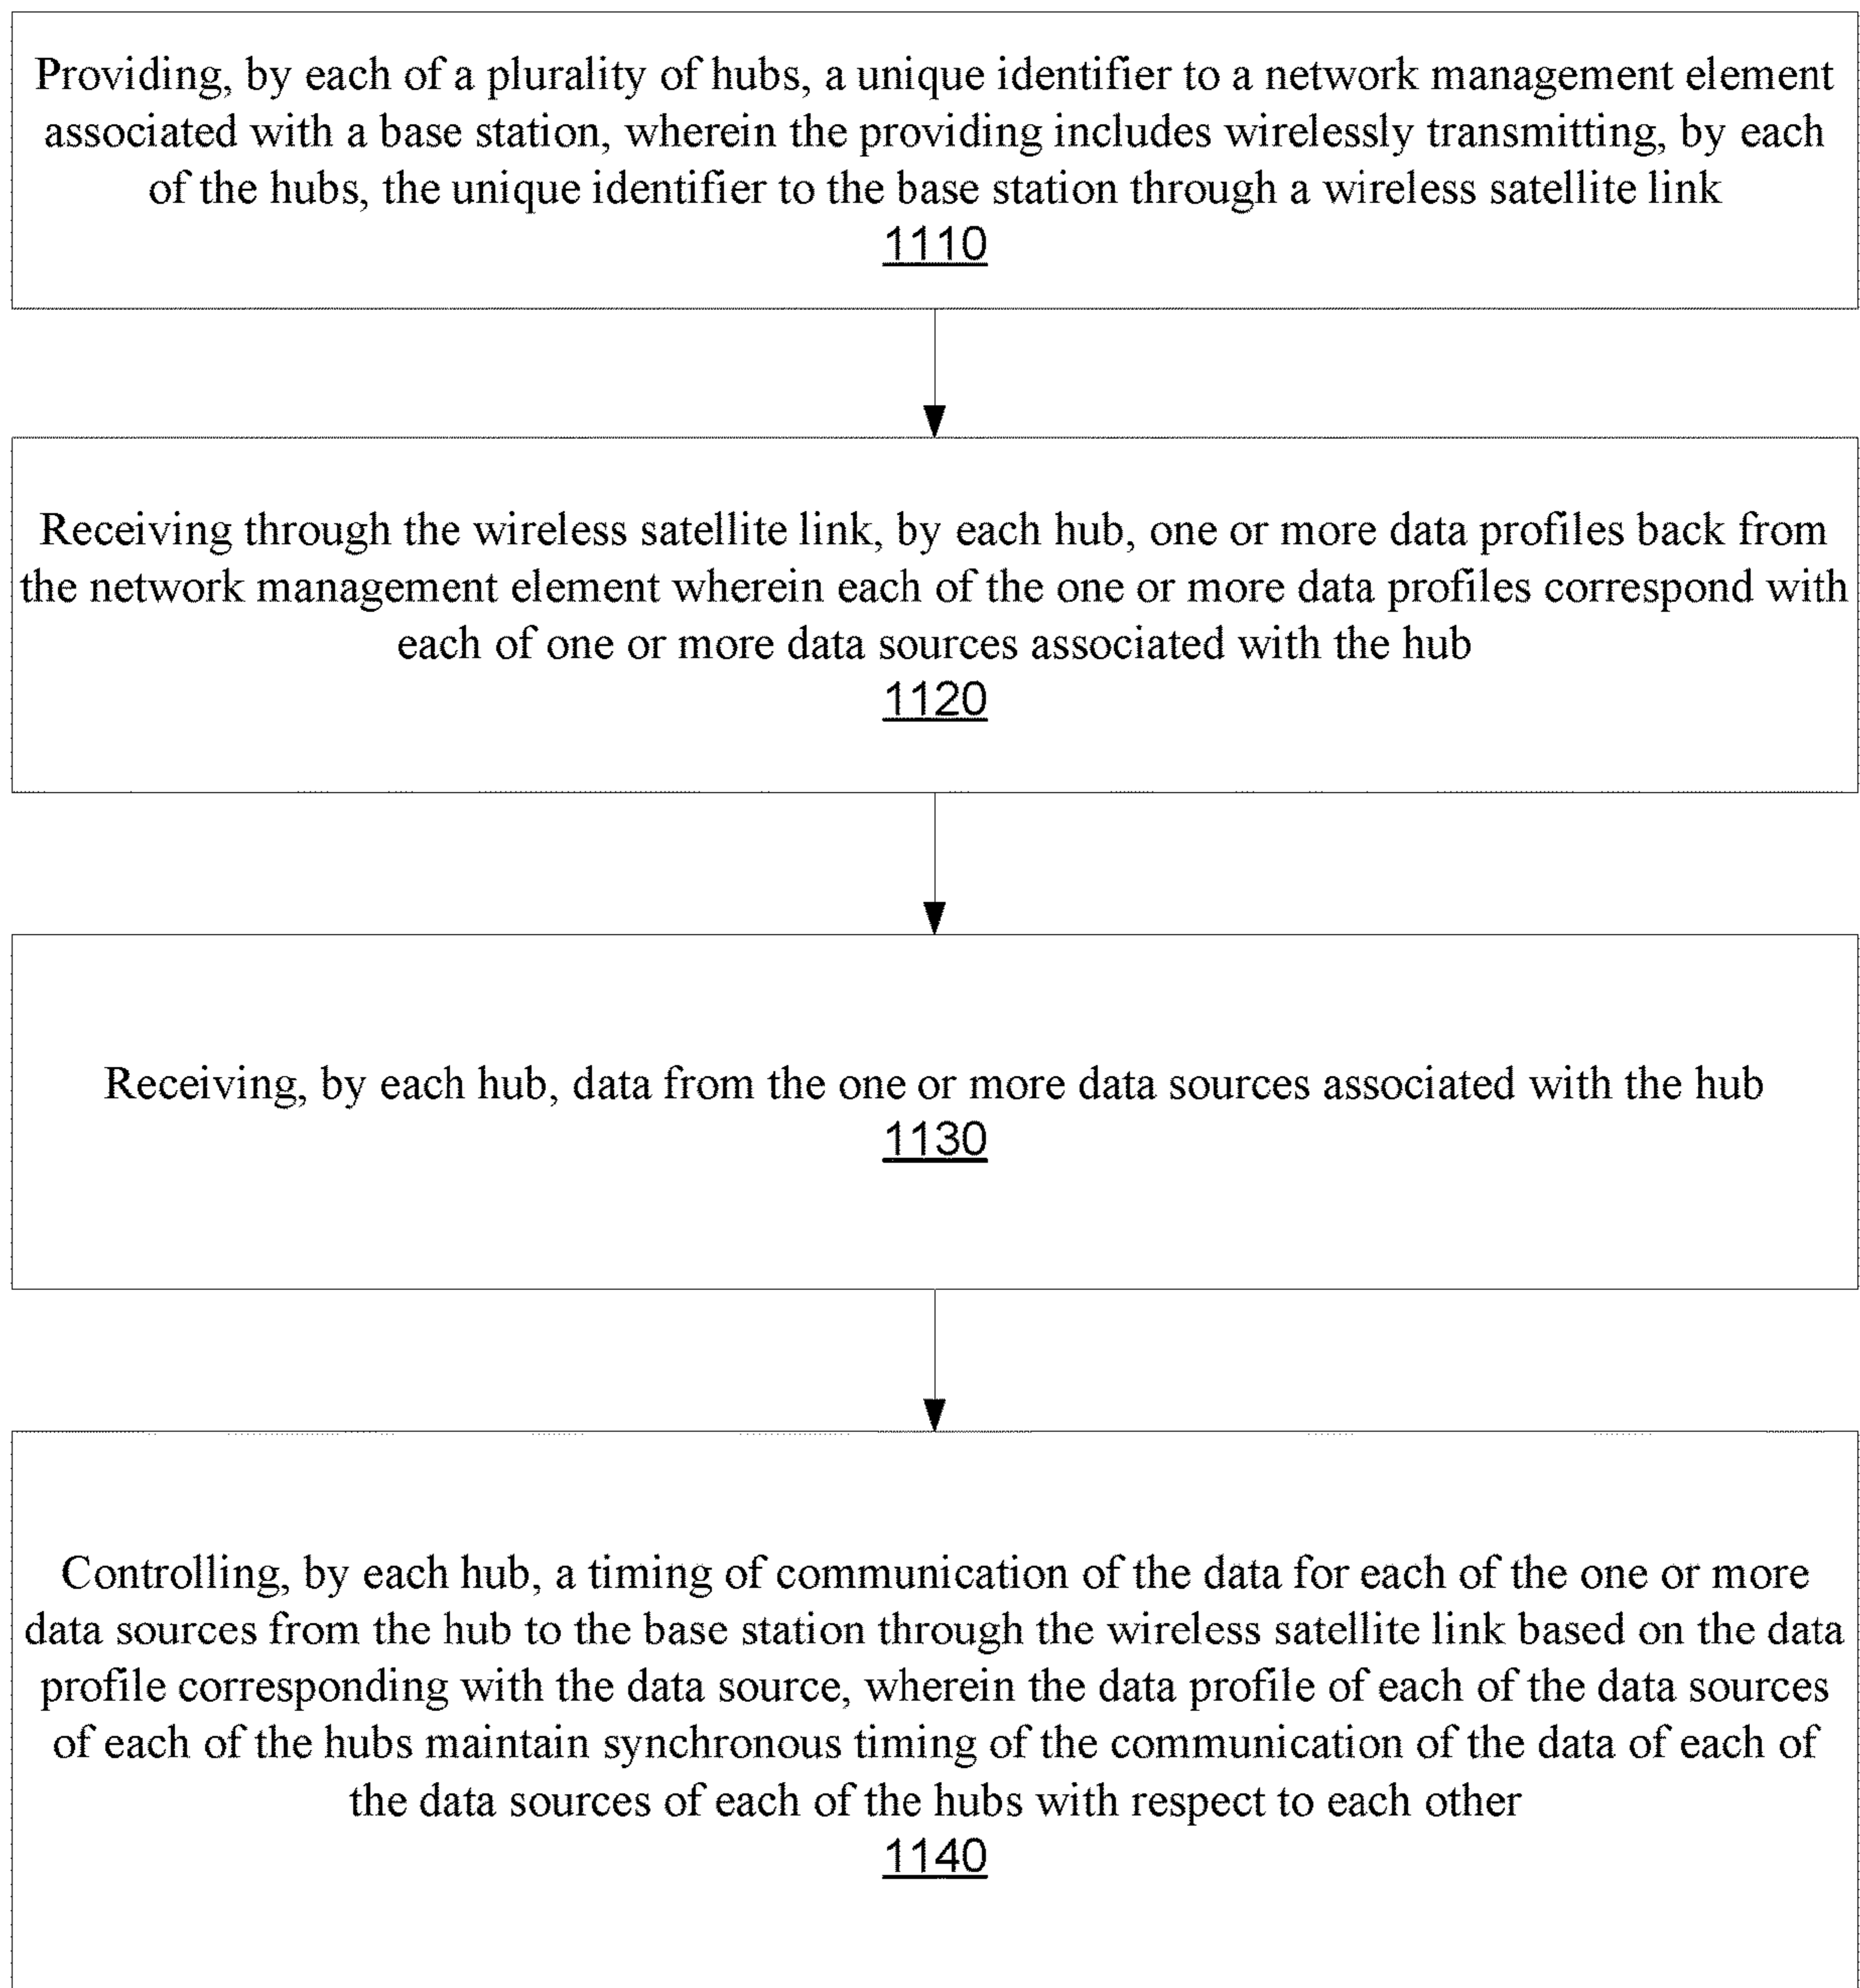 Providing, by each of a plurality of hubs, a unique identifier to a network management element
associated with a base station, wherein the providing includes wirelessly transmitting, by each
of the hubs, the unique identifier to the base station through a wireless satellite link
1110
Receiving through the wireless satellite link, by each hub, one or more data profiles back from
the network management element wherein each of the one or more data profiles correspond with
each of one or more data sources associated with the hub
1120
Receiving, by each hub, data from the one or more data sources associated with the hub
1130
Controlling, by each hub, a timing of communication of the data for each of the one or more
data sources from the hub to the base station through the wireless satellite link based on the data
profile corresponding with the data source, wherein the data profile of each of the data sources
of each of the hubs maintain synchronous timing of the communication of the data of each of
the data sources of each of the hubs with respect to each other
1140